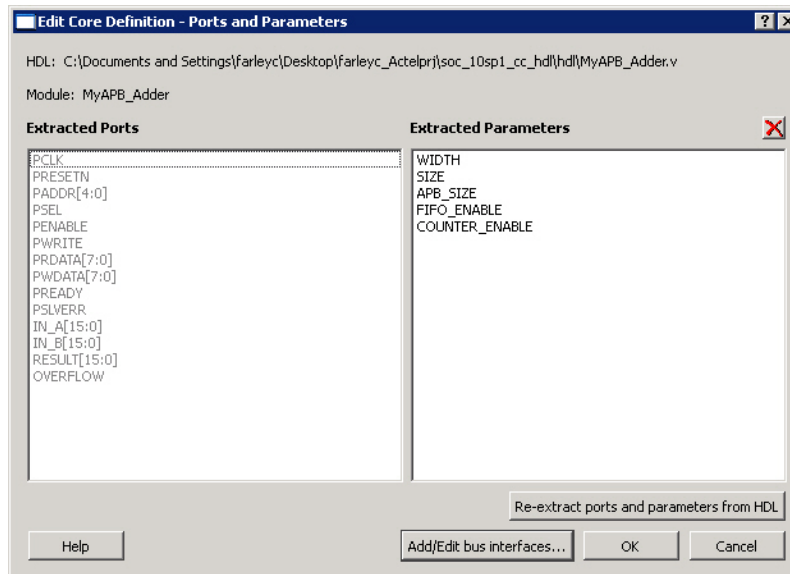 Edit Core Definition - Ports and Parameters
HDL: C:\Documents and Settings\farleyc\Desktop\farleyc_Actelprj\soc_10sp1_cc_hdl\hdl\MyAPB_Adder.v
Module: MyAPB_Adder
Extracted Ports
PCLK
PRESETN
PADDR[4:0]
PSEL
PENABLE
PWRITE
PRDATA[7:0]
PWDATA[7:0]
PREADY
PSLVERR
IN_A[15:0]
IN_B[15:0]
RESULT[15:0]
OVERFLOW
Extracted Parameters
WIDTH
SIZE
APB_SIZE
FIFO_ENABLE
COUNTER_ENABLE
Re-extract ports and parameters from HDL
Help
Add/Edit bus interfaces...
OK
Cancel